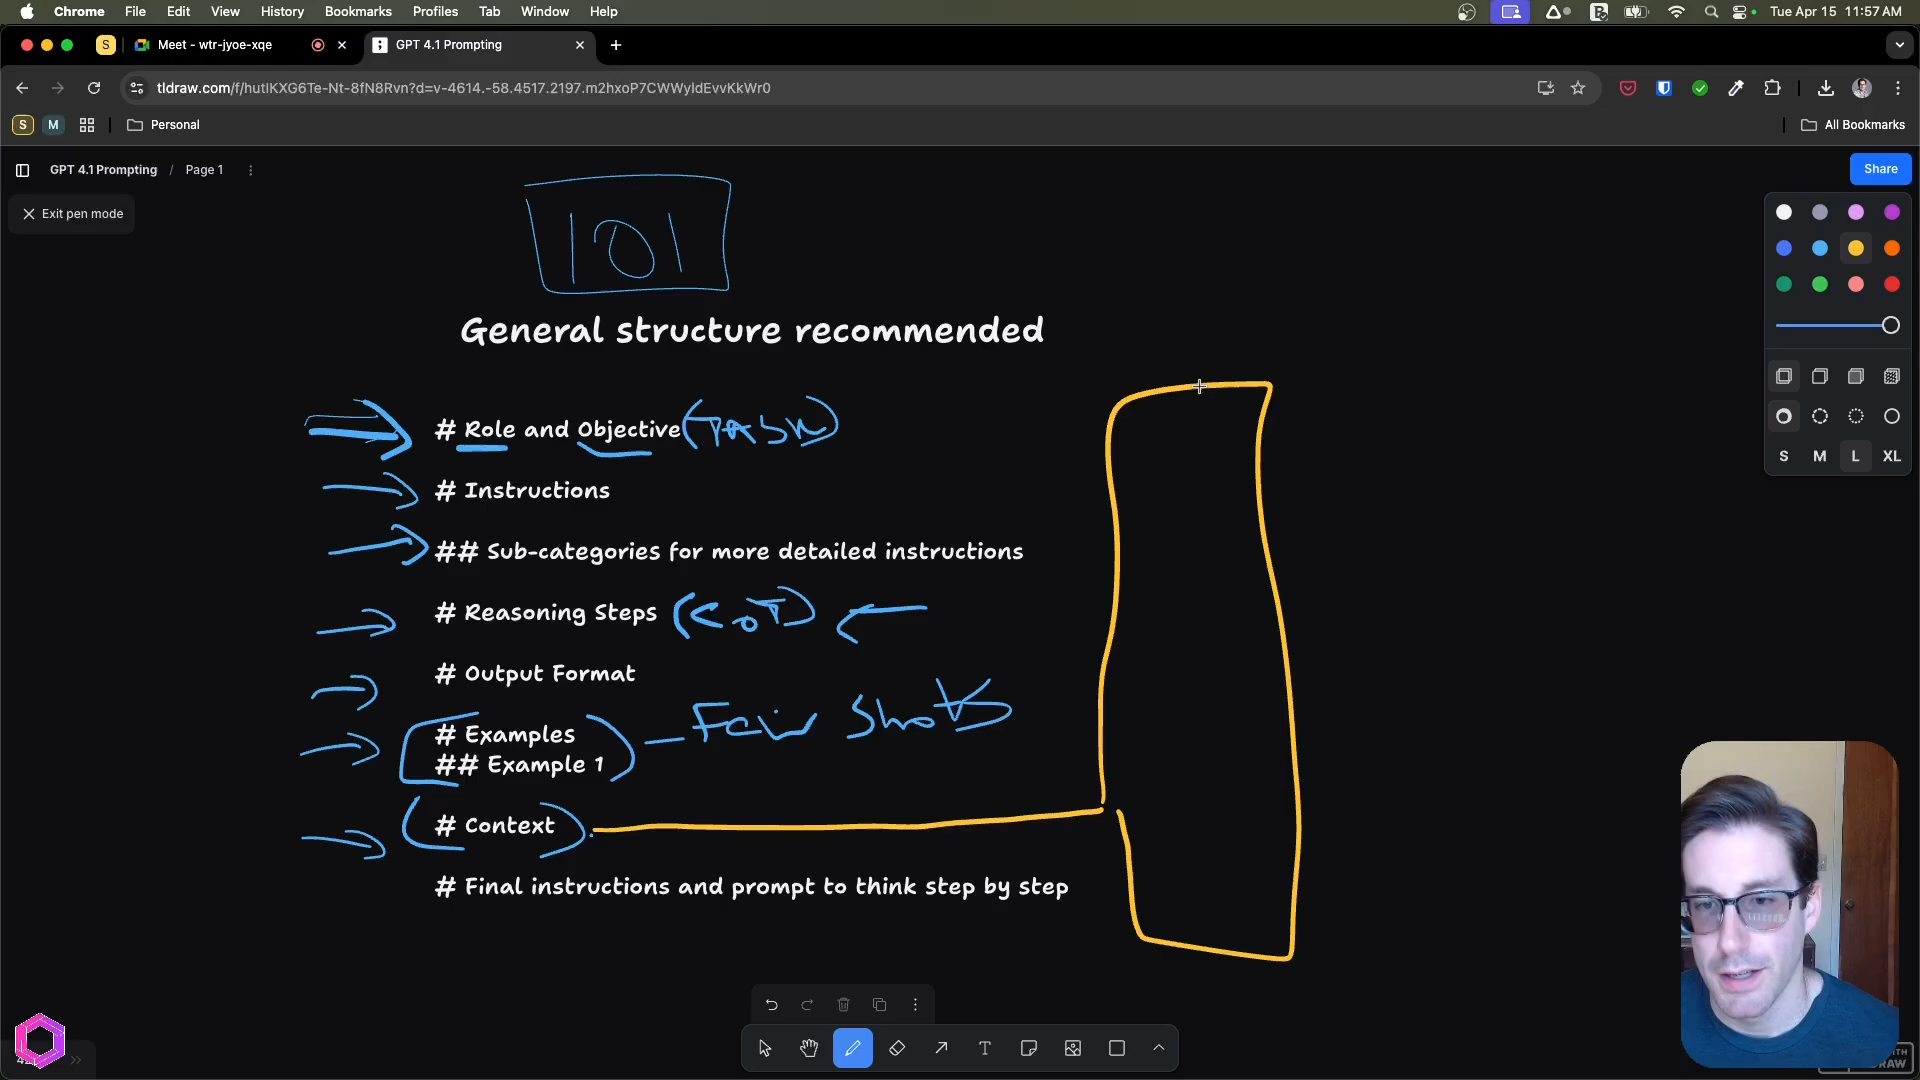 Chrome File Edit View History Bookmarks Profiles Tab Window Help Tue Apr 15 11:57 AM
S Meet - wtr-jyoe-xqe GPT 4.1 Prompting
tldraw.com/f/hutIKXG6Te-Nt-8fN8Rvn?d=v-4614.-58.4517.2197.m2hxoP7CWWyIdEvvKkWr0
S M Personal All Bookmarks
GPT 4.1 Prompting / Page 1 Share
Exit pen mode
101
General structure recommended
# Role and Objective (TASK)
# Instructions
## Sub-categories for more detailed instructions
# Reasoning Steps (COT)
# Output Format
# Examples
## Example 1
Few Shots
# Context
# Final instructions and prompt to think step by step
S M L XL